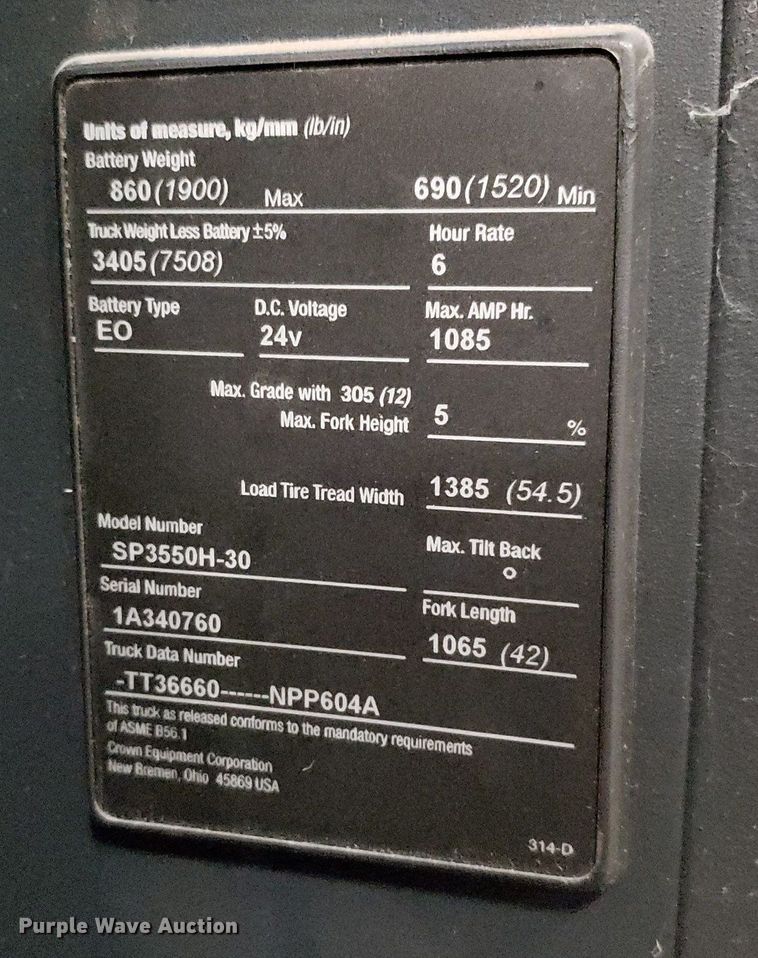 Units of measure, kg/mm (lb/in)
Battery Weight
860 (1900) Max 690 (1520) Min
Truck Weight Less Battery ±5% Hour Rate
3405 (7508) 6
Battery Type D.C. Voltage Max. AMP Hr.
EO 24v 1085
Max. Grade with 305 (12)
Max. Fork Height 5 %
Load Tire Tread Width 1385 (54.5)
Model Number Max. Tilt Back
SP3550H-30 °
Serial Number Fork Length
1A340760 1065 (42)
Truck Data Number
-TT36660------NPP604A
This truck as released conforms to the mandatory requirements
of ASME B56.1
Crown Equipment Corporation
New Bremen, Ohio 45869 USA
314-D
Purple Wave Auction